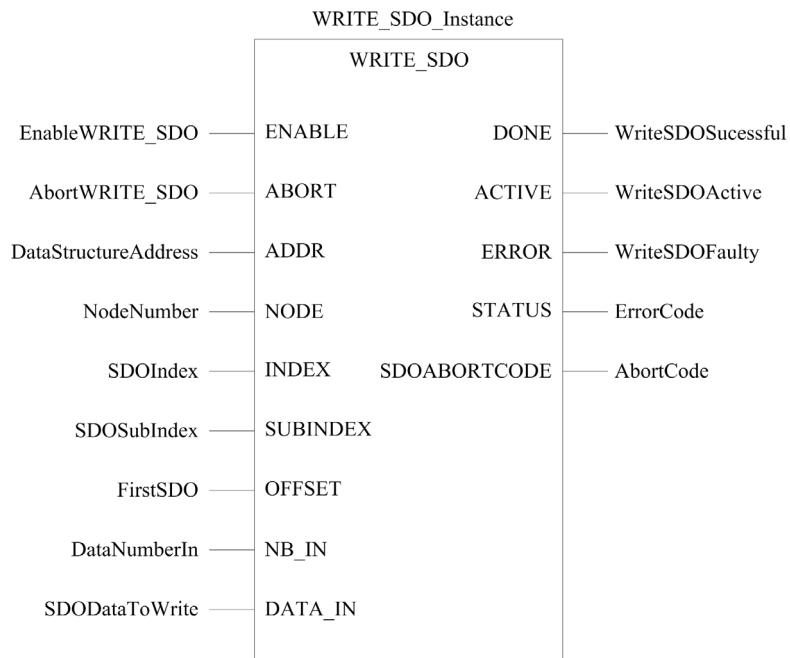 WRITE_SDO_Instance
WRITE_SDO
EnableWRITE_SDO ENABLE DONE WriteSDOSucessful
AbortWRITE_SDO ABORT ACTIVE WriteSDOActive
DataStructureAddress ADDR ERROR WriteSDOFaulty
NodeNumber NODE STATUS ErrorCode
SDOIndex INDEX SDOABORTCODE AbortCode
SDOSubIndex SUBINDEX
FirstSDO OFFSET
DataNumberIn NB_IN
SDODataToWrite DATA_IN